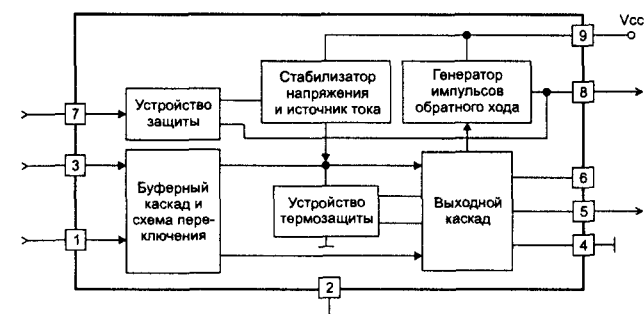 9
Vcc
Стабилизатор
напряжения
и источник тока
Генератор
импульсов
обратного хода
8
7
Устройство
защиты
3
Буферный
каскад и
схема пере-
ключения
Устройство
термозащиты
Выходной
каскад
6
5
4
1
2